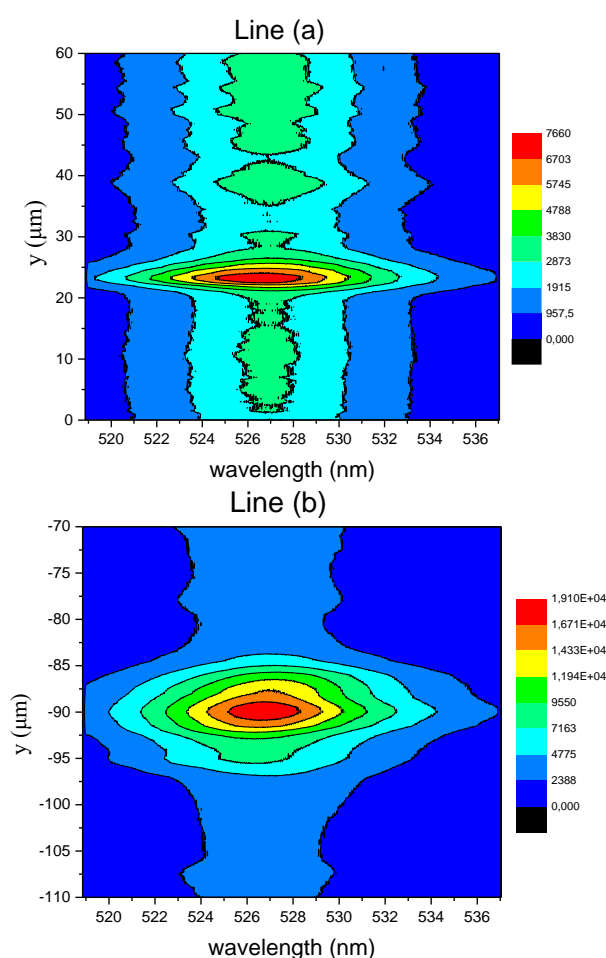 Line (a)
60
50
40
30
20
10
0
y (μm)
520 522 524 526 528 530 532 534 536
wavelength (nm)
7660
6703
5745
4788
3830
2873
1915
957,5
0,000
Line (b)
-70
-75
-80
-85
-90
-95
-100
-105
-110
y (μm)
520 522 524 526 528 530 532 534 536
wavelength (nm)
1,910E+04
1,671E+04
1,433E+04
1,194E+04
9550
7163
4775
2388
0,000